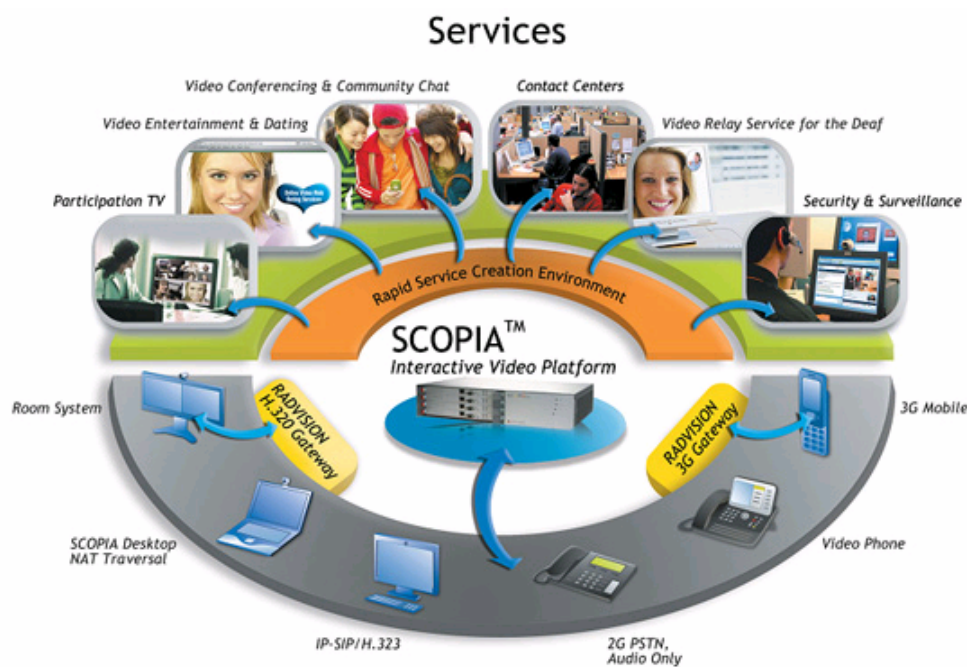 Services
Video Conferencing & Community Chat
Contact Centers
Video Entertainment & Dating
Video Relay Service for the Deaf
Participation TV
Security & Surveillance
Rapid Service Creation Environment
SCOPIA™
Interactive Video Platform
Room System
RADVISION
H.320 Gateway
RADVISION
3G Gateway
3G Mobile
SCOPIA Desktop
NAT Traversal
Video Phone
IP-SIP/H.323
2G PSTN,
Audio Only